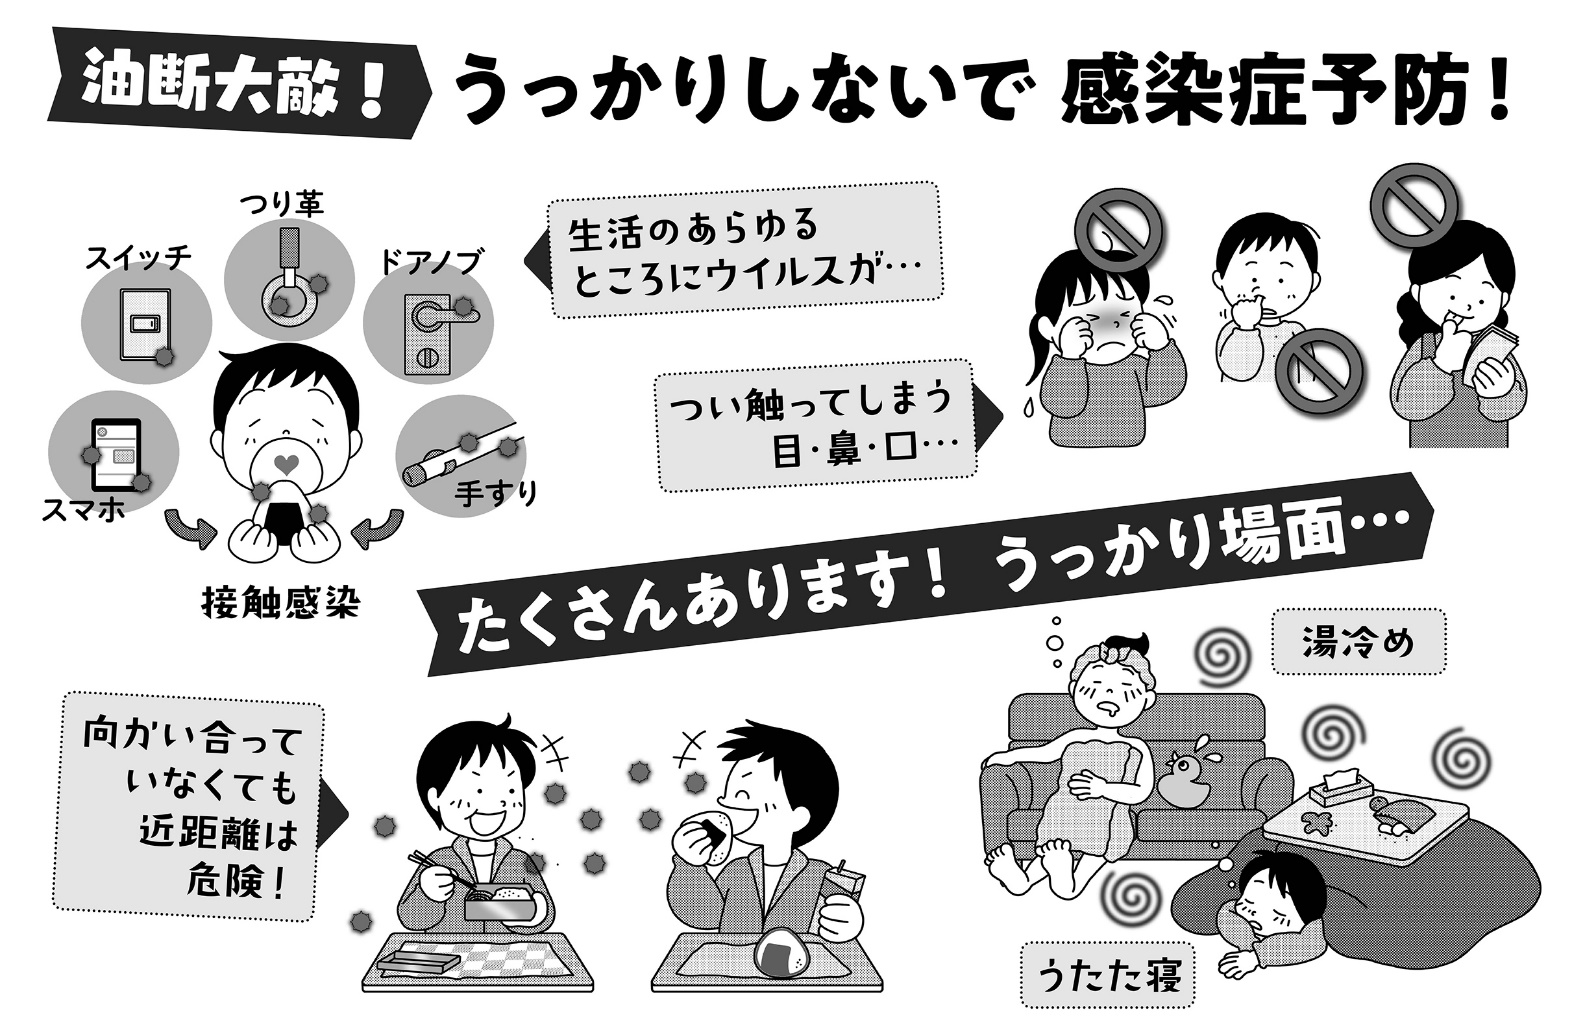 油断大敵！ うっかりしないで 感染症予防！
つり革
スイッチ
ドアノブ
スマホ
手すり
接触感染
生活のあらゆる
ところにウイルスが…
つい触ってしまう
目・鼻・口…
たくさんあります！ うっかり場面…
向かい合って
いなくても
近距離は
危険！
湯冷め
うたた寝